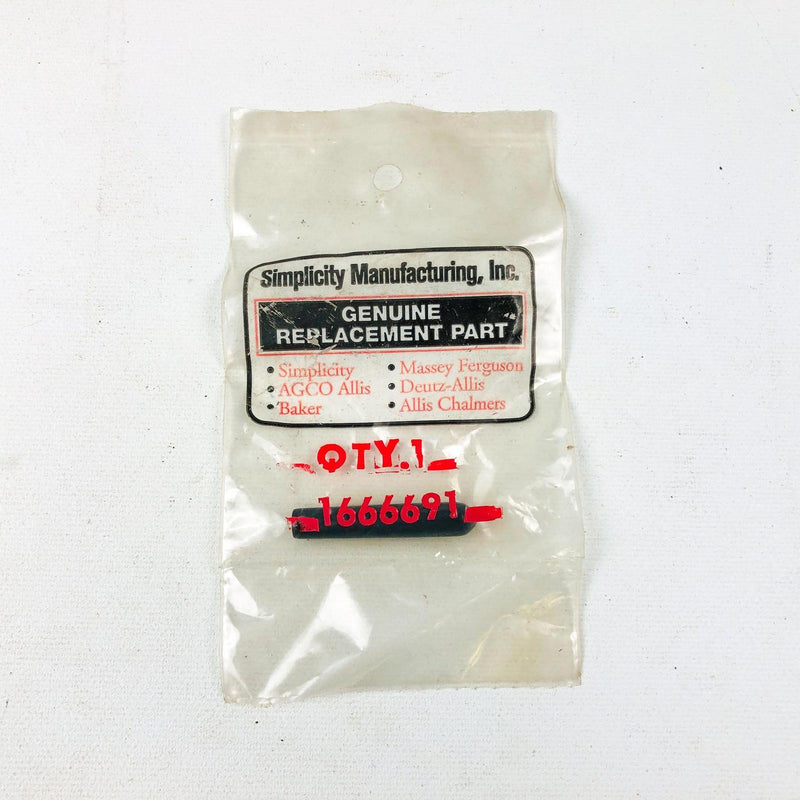 Simplicity Manufacturing, Inc.
GENUINE
REPLACEMENT PART
• Simplicity
• AGCO Allis
• Baker
• Massey Ferguson
• Deutz-Allis
• Allis Chalmers
QTY.1
1666691